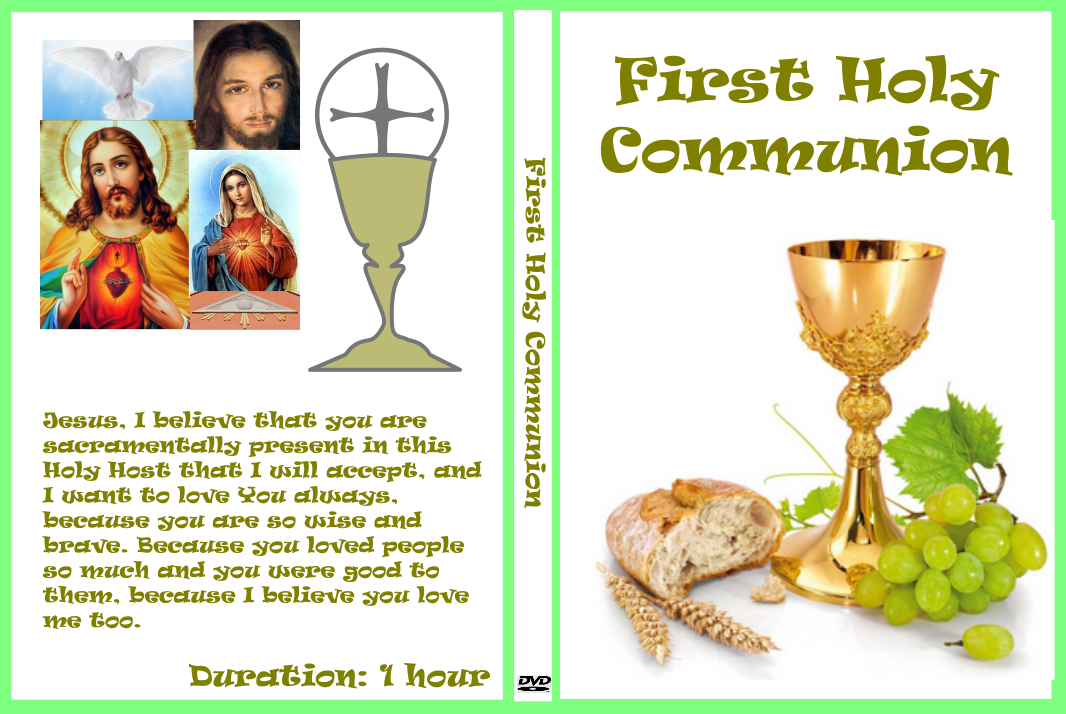 Jesus, I believe that you are
sacramentally present in this
Holy Host that I will accept, and
I want to love You always,
because you are so wise and
brave. Because you loved people
so much and you were good to
them, because I believe you love
me too.
Duration: 1 hour
First Holy Communion
DVD
First Holy
Communion